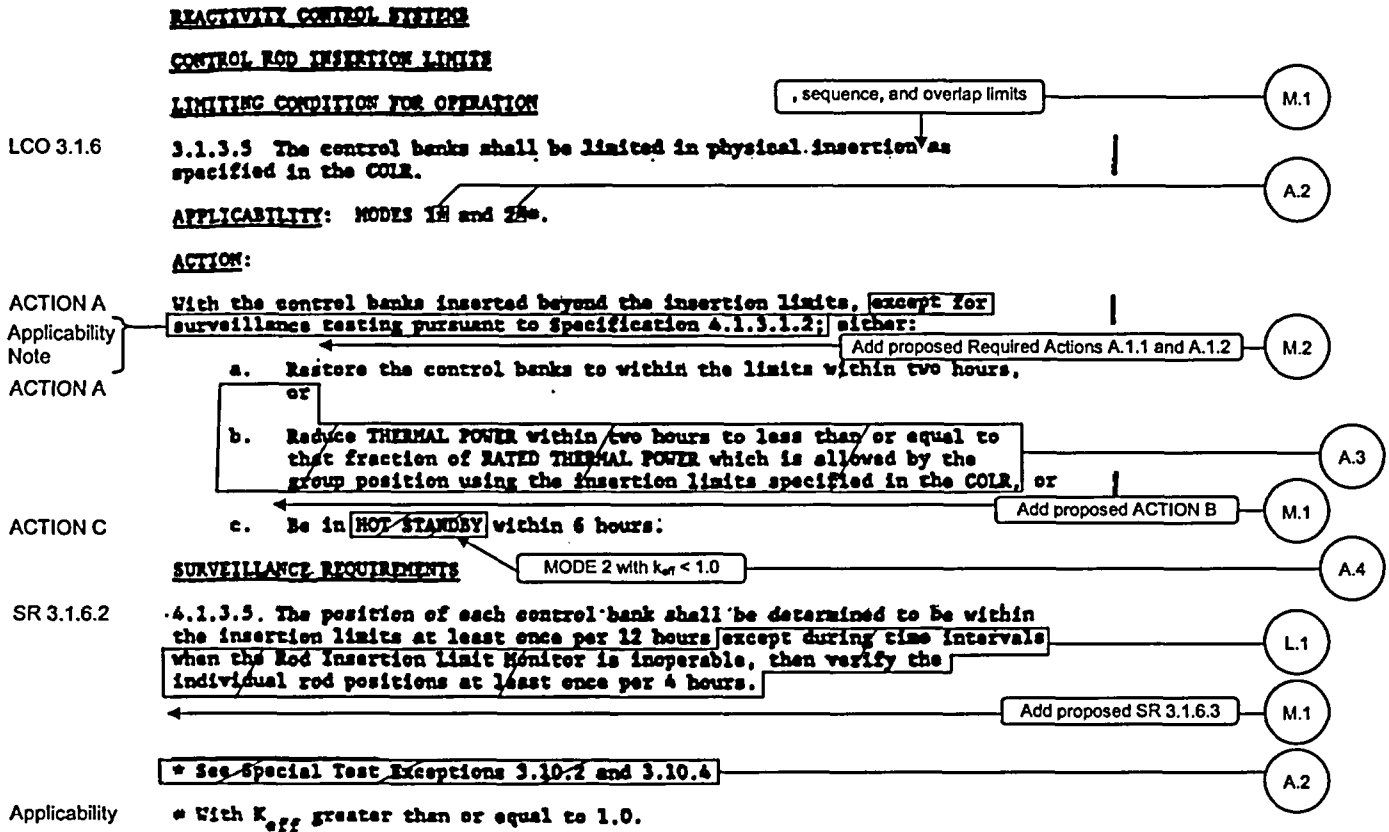 REACTIVITY CONTROL SYSTEMS
CONTROL ROD INSERTION LIMITS
LIMITING CONDITION FOR OPERATION
, sequence, and overlap limits
M.1
LCO 3.1.6
3.1.3.5 The control banks shall be limited in physical insertion as
specified in the COLR.
A.2
APPLICABILITY: MODES 1* and 2*#.
ACTION:
ACTION A
With the control banks inserted beyond the insertion limits, except for
Applicability
Note
surveillance testing pursuant to Specification 4.1.3.1.2; either:
Add proposed Required Actions A.1.1 and A.1.2
M.2
ACTION A
a. Restore the control banks to within the limits within two hours,
or
b. Reduce THERMAL POWER within two hours to less than or equal to
that fraction of RATED THERMAL POWER which is allowed by the
group position using the insertion limits specified in the COLR, or
A.3
Add proposed ACTION B
M.1
ACTION C
c. Be in HOT STANDBY within 6 hours.
MODE 2 with keff < 1.0
A.4
SURVEILLANCE REQUIREMENTS
SR 3.1.6.2
4.1.3.5. The position of each control bank shall be determined to be within
the insertion limits at least once per 12 hours except during time intervals
when the Rod Insertion Limit Monitor is inoperable, then verify the
individual rod positions at least once per 4 hours.
L.1
Add proposed SR 3.1.6.3
M.1
* See Special Test Exceptions 3.10.2 and 3.10.4
A.2
Applicability
# With Keff greater than or equal to 1.0.